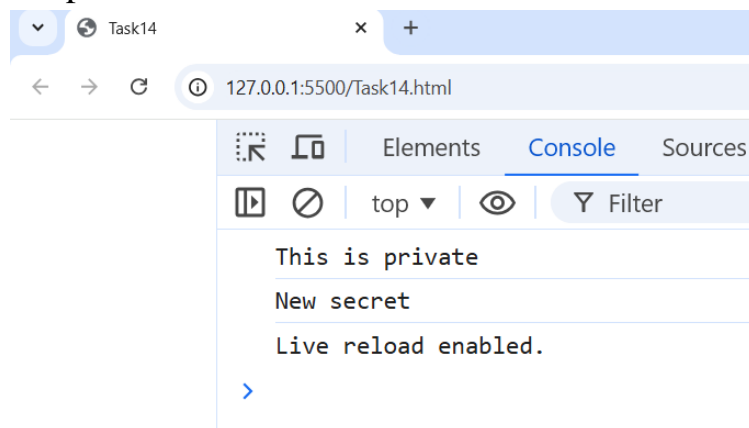 Task14
127.0.0.1:5500/Task14.html
Elements Console Sources
top Filter
This is private
New secret
Live reload enabled.